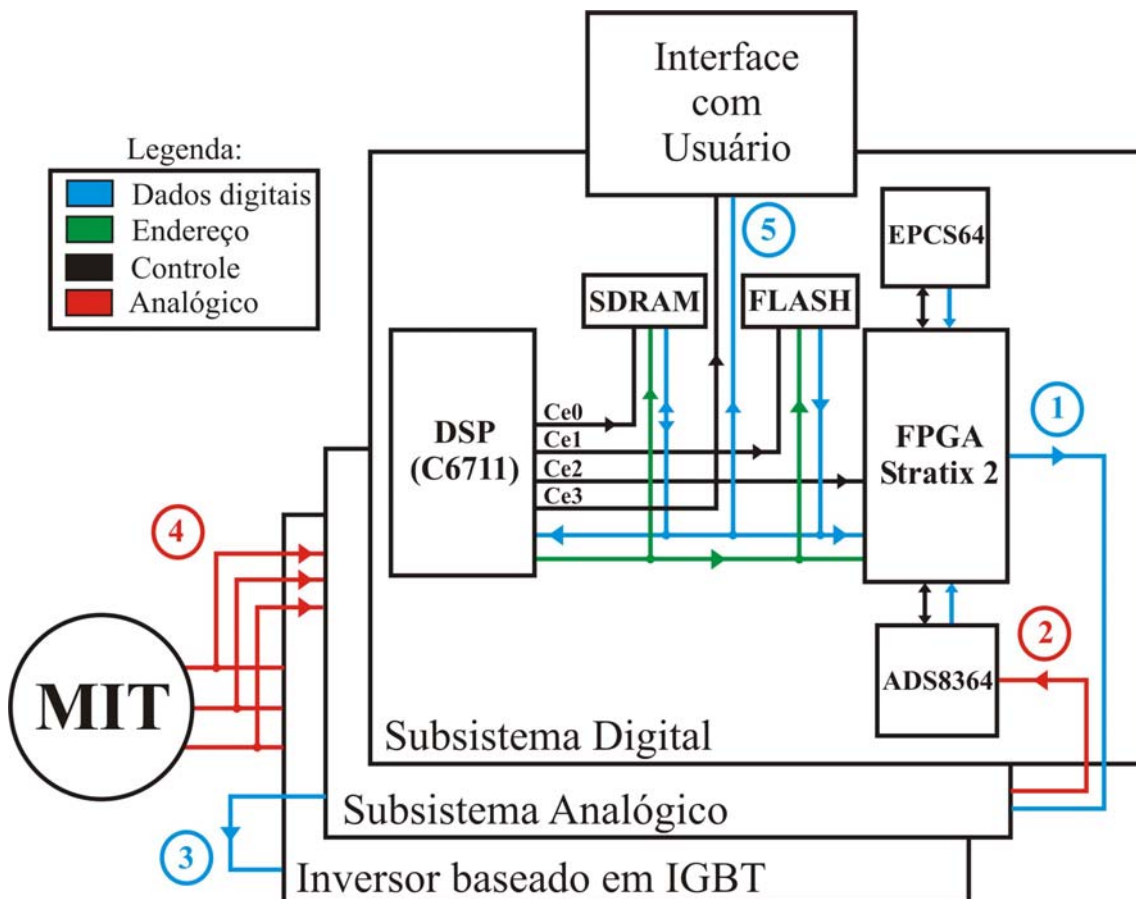 Interface
com
Usuário
Legenda:
Dados digitais
Endereço
Controle
Analógico
5
EPCS64
SDRAM
FLASH
DSP
(C6711)
Ce0
Ce1
Ce2
Ce3
FPGA
Stratix 2
1
4
2
ADS8364
MIT
Subsistema Digital
Subsistema Analógico
3
Inversor baseado em IGBT